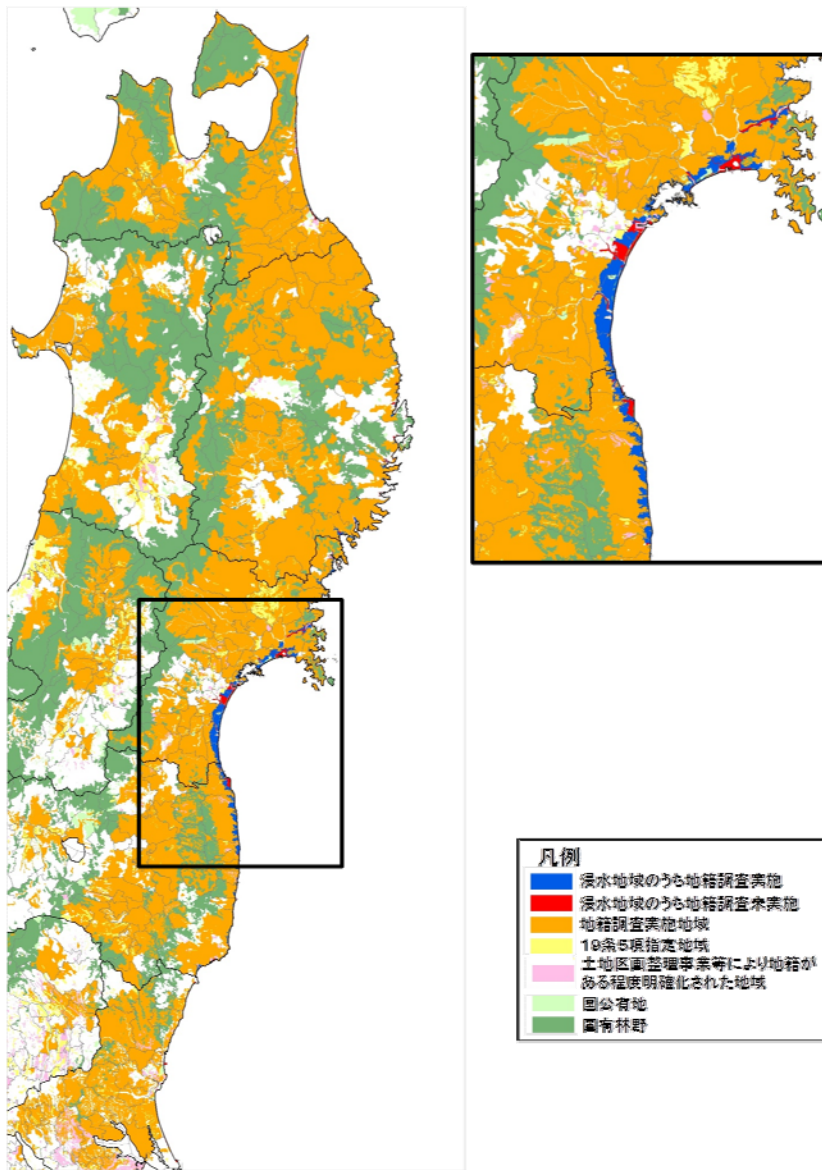 凡例
浸水地域のうち地籍調査実施
浸水地域のうち地籍調査未実施
地籍調査実施地域
19条5項指定地域
土地区画整理事業等により地籍が
ある程度明確化された地域
国公有地
国有林野